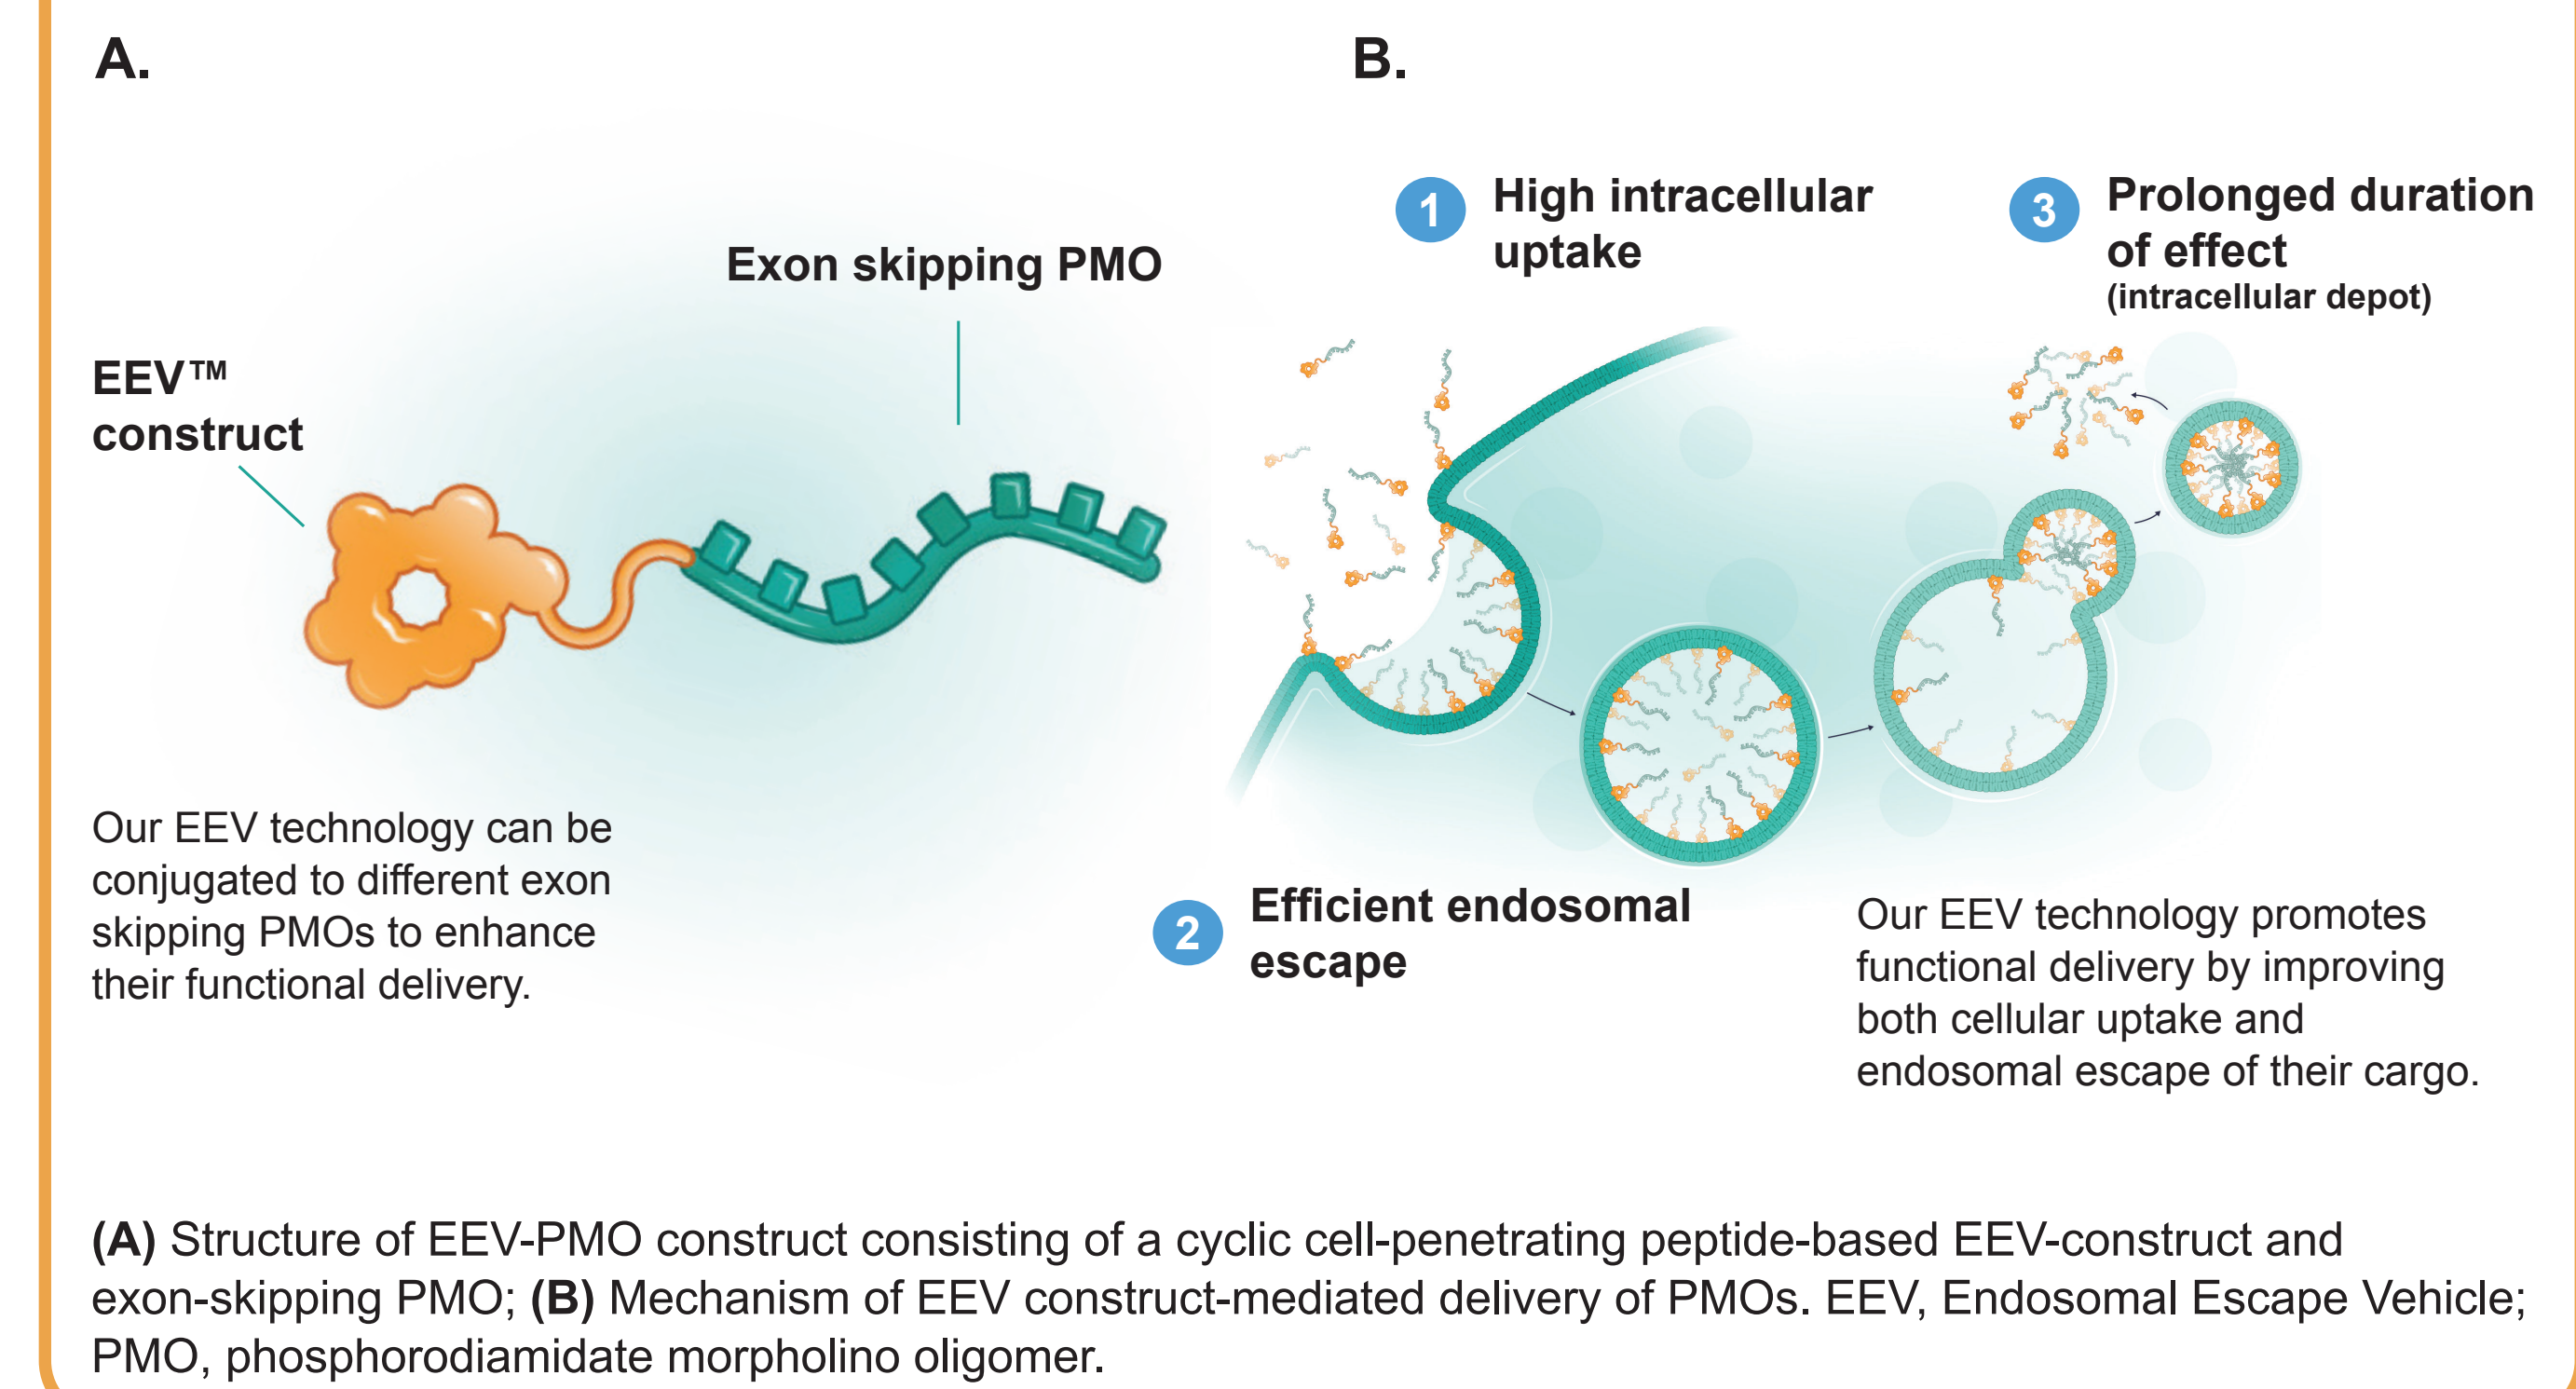 A.
Exon skipping PMO
EEV™
construct
Our EEV technology can be
conjugated to different exon
skipping PMOs to enhance
their functional delivery.
B.
1
High intracellular
uptake
3
Prolonged duration
of effect
(intracellular depot)
2
Efficient endosomal
escape
Our EEV technology promotes
functional delivery by improving
both cellular uptake and
endosomal escape of their cargo.
(A) Structure of EEV-PMO construct consisting of a cyclic cell-penetrating peptide-based EEV-construct and
exon-skipping PMO; (B) Mechanism of EEV construct-mediated delivery of PMOs. EEV, Endosomal Escape Vehicle;
PMO, phosphorodiamidate morpholino oligomer.